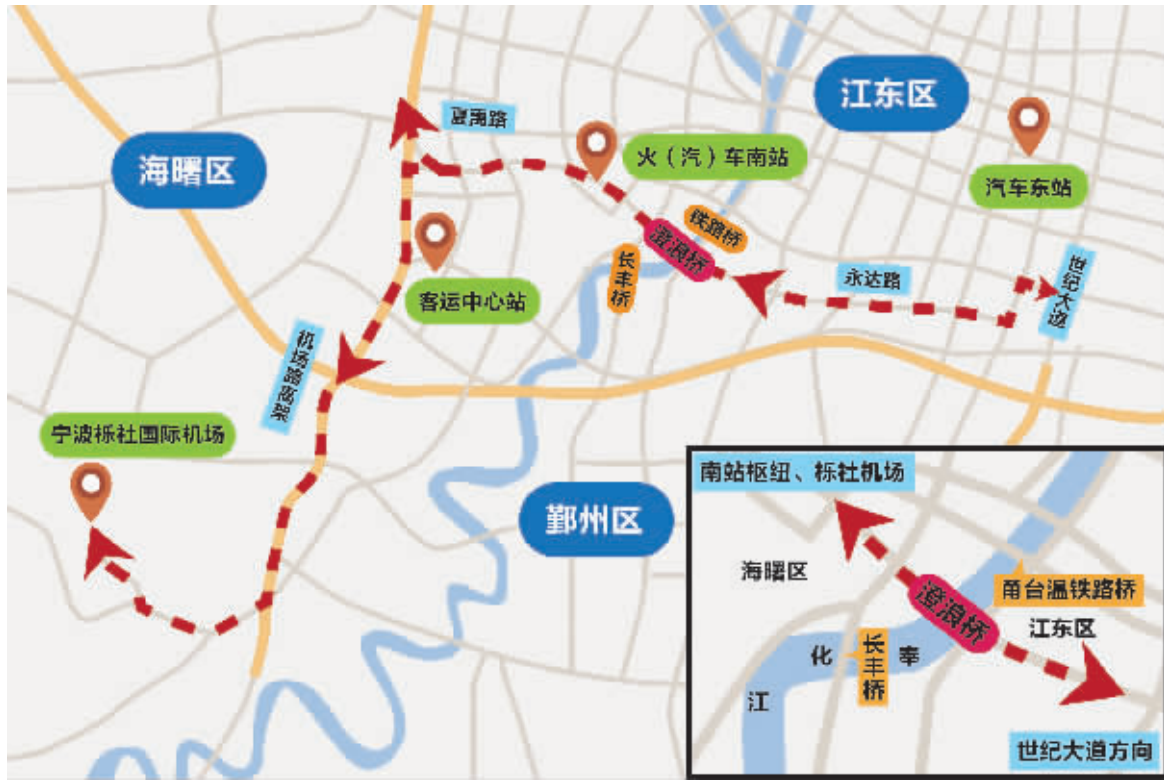 江东区
夏禹路
海曙区
火（汽）车南站
汽车东站
铁路桥
澄浪桥
长丰桥
世纪大道
永达路
客运中心站
机场路高架
宁波栎社国际机场
鄞州区
南站枢纽、栎社机场
海曙区
甬台温铁路桥
澄浪桥
江东区
长丰桥
奉
化
江
世纪大道方向